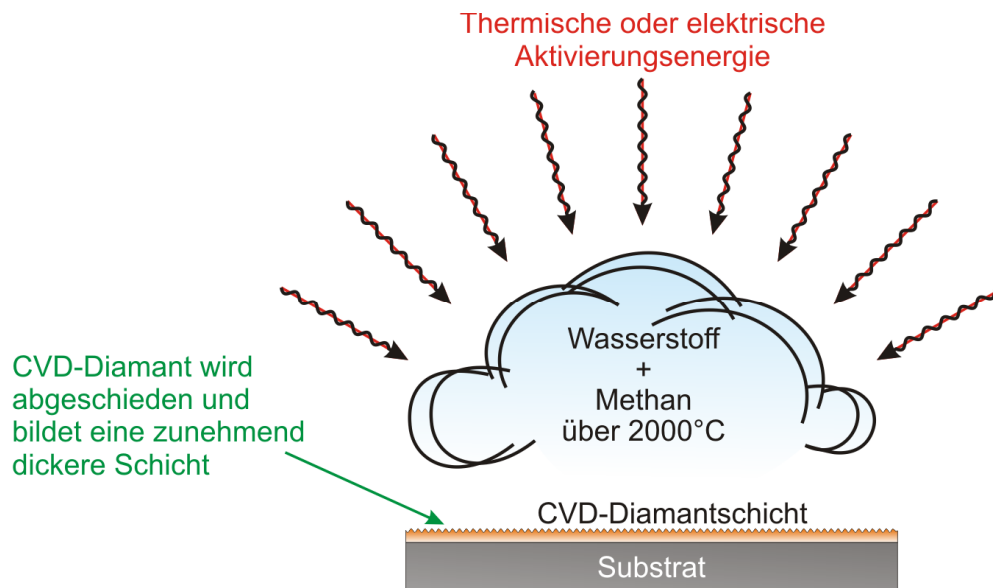 Thermische oder elektrische
Aktivierungsenergie
Wasserstoff
+
Methan
über 2000°C
CVD-Diamant wird
abgeschieden und
bildet eine zunehmend
dickere Schicht
CVD-Diamantschicht
Substrat